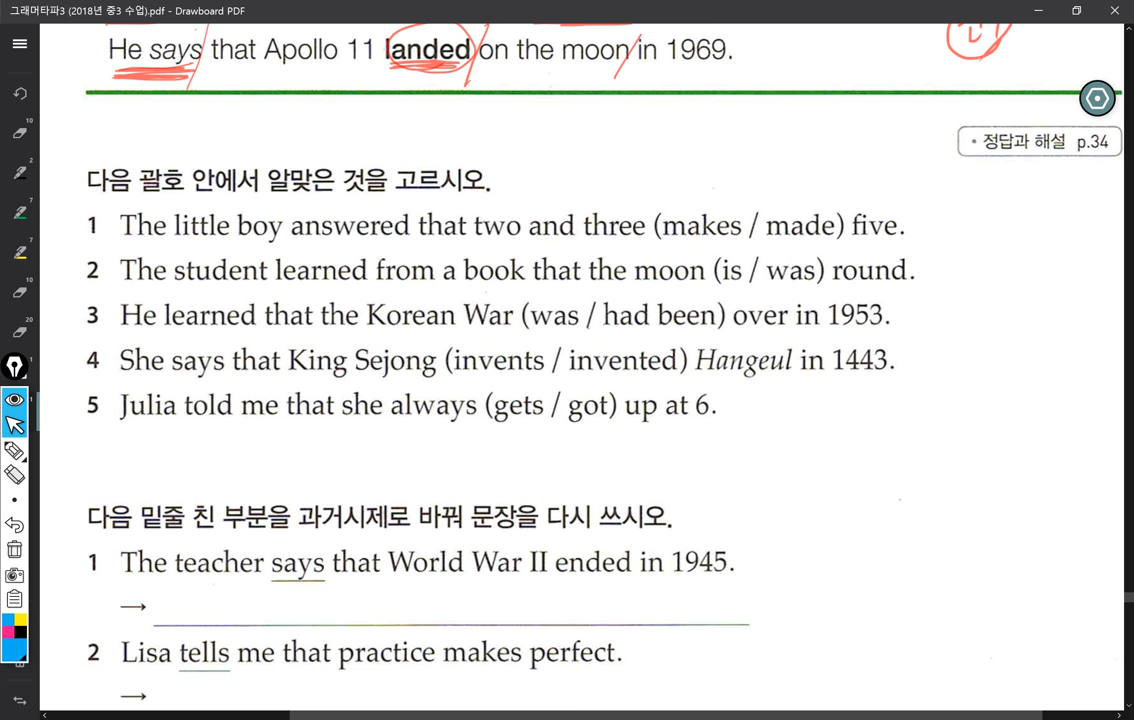 그래머타파3 (2018년 중3 수업).pdf - Drawboard PDF
He says that Apollo 11 landed on the moon in 1969.
• 정답과 해설 p.34
다음 괄호 안에서 알맞은 것을 고르시오.
1 The little boy answered that two and three (makes / made) five.
2 The student learned from a book that the moon (is / was) round.
3 He learned that the Korean War (was / had been) over in 1953.
4 She says that King Sejong (invents / invented) Hangeul in 1443.
5 Julia told me that she always (gets / got) up at 6.
다음 밑줄 친 부분을 과거시제로 바꿔 문장을 다시 쓰시오.
1 The teacher says that World War II ended in 1945.
→
2 Lisa tells me that practice makes perfect.
→
10
2
7
7
10
20
1
1